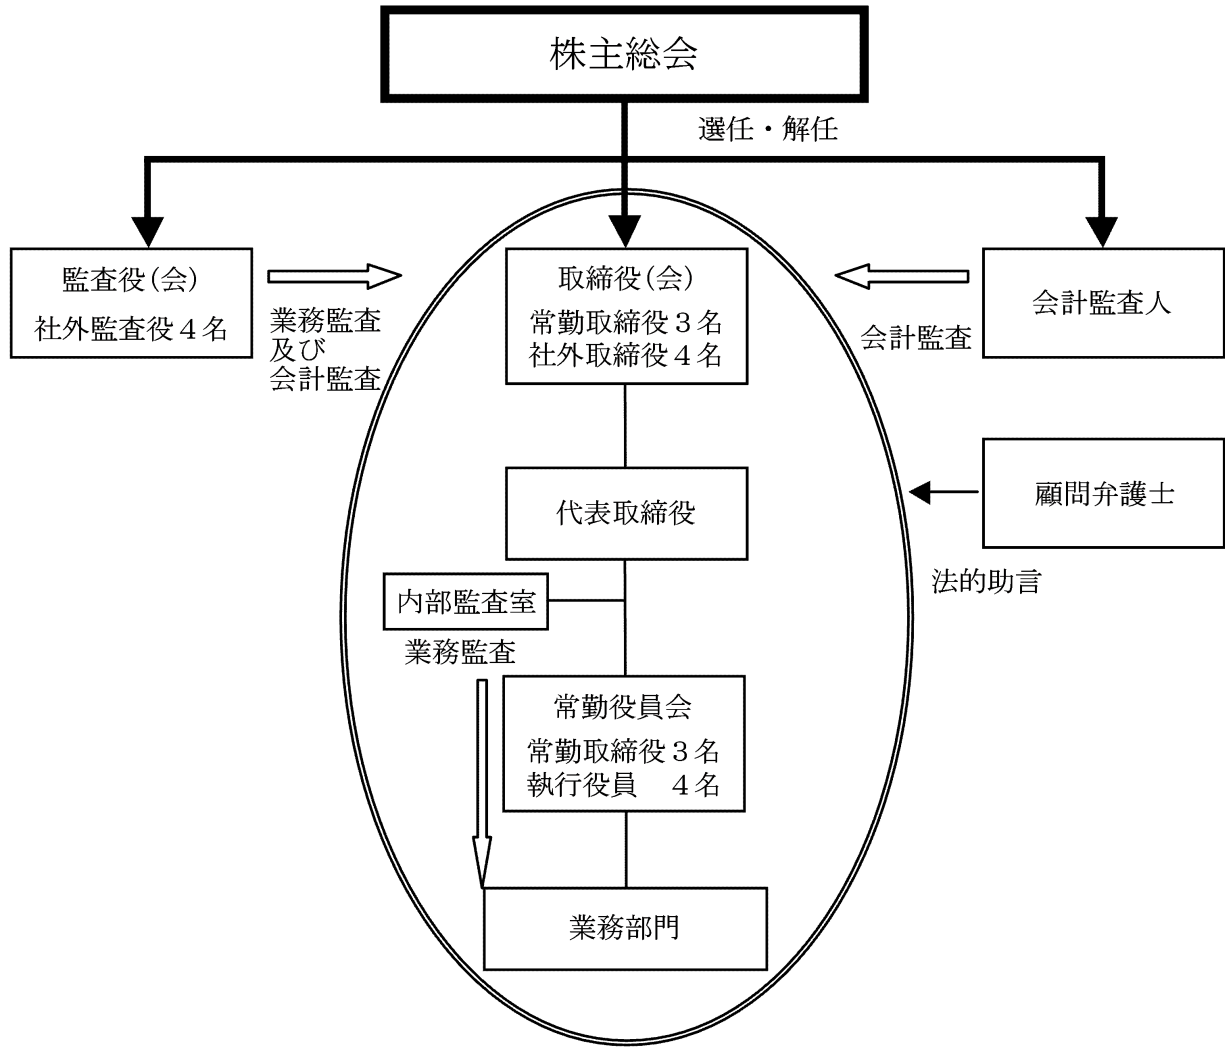 株主総会
選任・解任
監査役(会)
社外監査役４名
業務監査
及び
会計監査
取締役(会)
常勤取締役３名
社外取締役４名
会計監査
会計監査人
代表取締役
顧問弁護士
法的助言
内部監査室
業務監査
常勤役員会
常勤取締役３名
執行役員　４名
業務部門